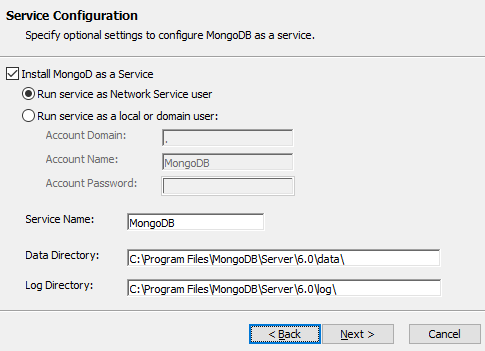 Service Configuration
Specify optional settings to configure MongoDB as a service.
Install MongoD as a Service
Run service as Network Service user
Run service as a local or domain user:
Account Domain: .
Account Name: MongoDB
Account Password:
Service Name: MongoDB
Data Directory: C:\Program Files\MongoDB\Server\6.0\data\
Log Directory: C:\Program Files\MongoDB\Server\6.0\log\
< Back Next > Cancel